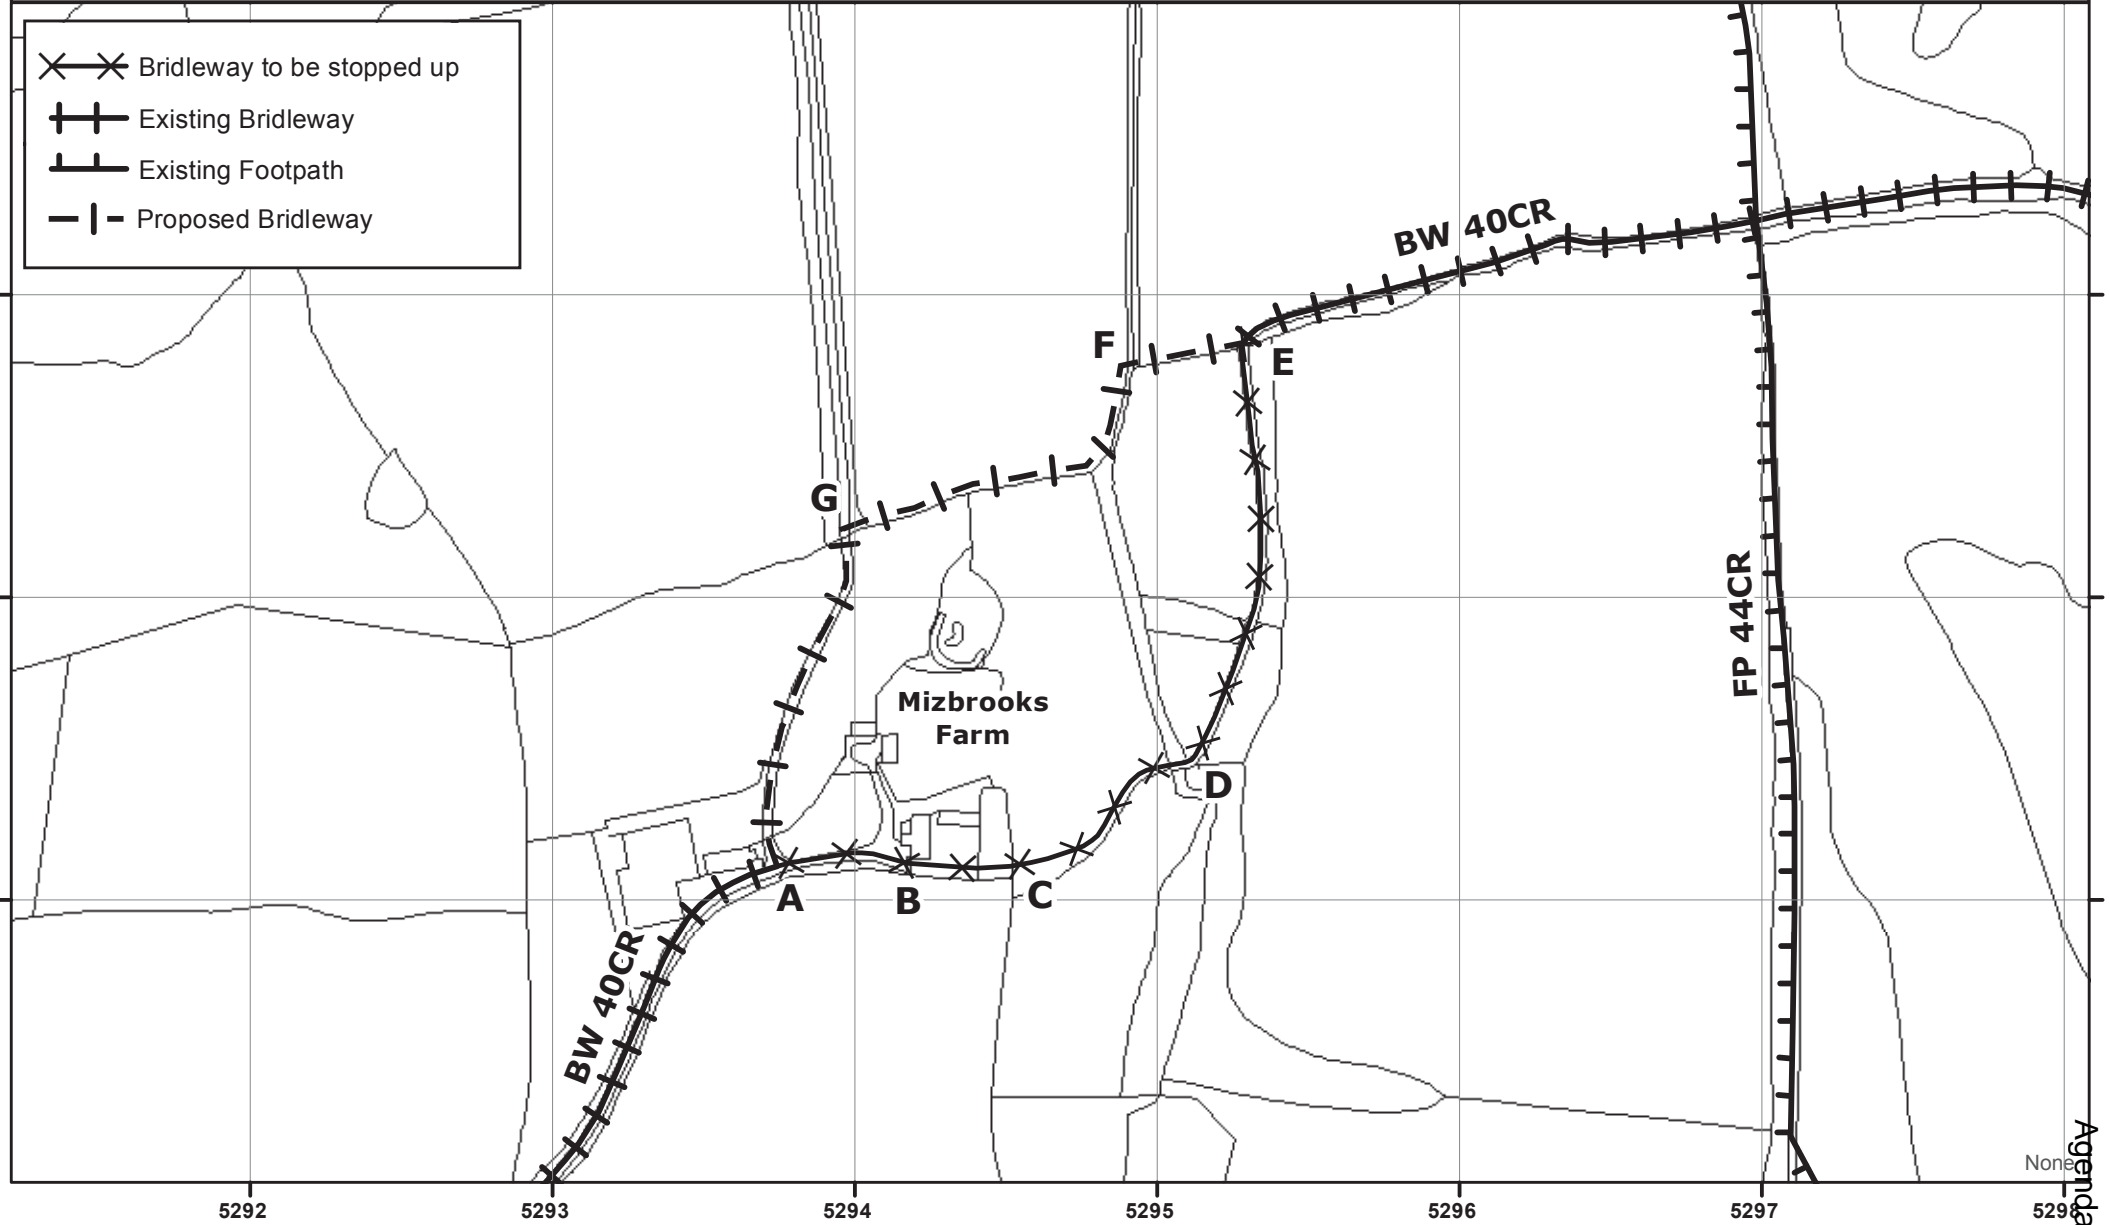 Bridleway to be stopped up
Existing Bridleway
Existing Footpath
Proposed Bridleway
BW 40CR
F
E
G
FP 44CR
Mizbrooks
Farm
D
A
B
C
BW 40CR
None
Agenda
5292
5293
5294
5295
5296
5297
5298